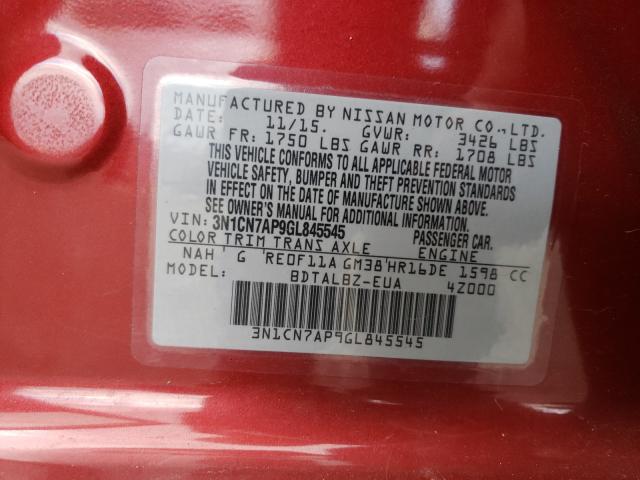 MANUFACTURED BY NISSAN MOTOR CO., LTD.
DATE: 11/15. GVWR: 3426 LBS
GAWR FR: 1750 LBS GAWR RR: 1708 LBS
THIS VEHICLE CONFORMS TO ALL APPLICABLE FEDERAL MOTOR
VEHICLE SAFETY, BUMPER AND THEFT PREVENTION STANDARDS
IN EFFECT ON THE DATE OF MANUFACTURE SHOWN ABOVE.
SEE OWNER'S MANUAL FOR ADDITIONAL INFORMATION.
VIN: 3N1CN7AP9GL845545 PASSENGER CAR.
COLOR TRIM TRANS AXLE ENGINE
NAH ' G 'RE0F11A GM38'HR16DE 1598 CC
MODEL: BDTALBZ-EUA 4Z000
3N1CN7AP9GL845545